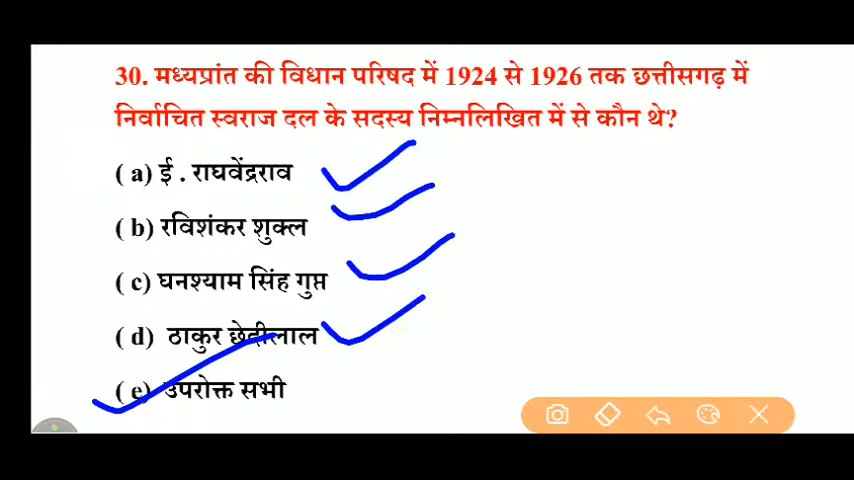 30. मध्यप्रांत की विधान परिषद में 1924 से 1926 तक छत्तीसगढ़ में
निर्वाचित स्वराज दल के सदस्य निम्नलिखित में से कौन थे?
( a) ई . राघवेंद्रराव
( b) रविशंकर शुक्ल
( c) घनश्याम सिंह गुप्त
( d) ठाकुर छेदीलाल
( e) उपरोक्त सभी